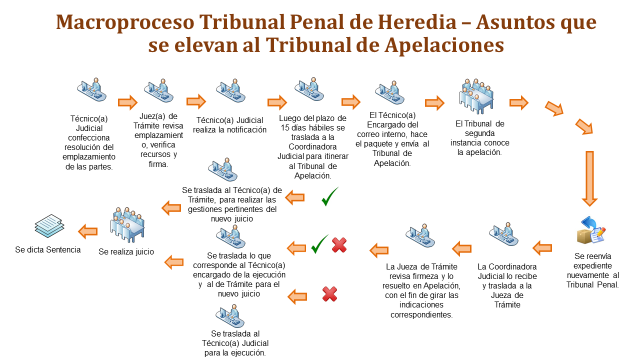 Macroproceso Tribunal Penal de Heredia – Asuntos que
se elevan al Tribunal de Apelaciones
Técnico(a)
Judicial
confecciona
resolución del
emplazamiento
de las partes.
Juez(a) de
Trámite revisa
emplazamient
o, verifica
recursos y
firma.
Técnico(a) Judicial
realiza la notificación
Luego del plazo de
15 días hábiles se
traslada a la
Coordinadora
Judicial para itinerar
al Tribunal de
Apelación.
El Técnico(a)
Encargado del
correo interno, hace
el paquete y envía al
Tribunal de
Apelación.
El Tribunal de
segunda
instancia conoce
la apelación.
Se reenvía
expediente
nuevamente al
Tribunal Penal.
La Coordinadora
Judicial lo recibe
y traslada a la
Jueza de
Trámite
La Jueza de Trámite
revisa firmeza y lo
resuelto en Apelación,
con el fin de girar las
indicaciones
correspondientes.
Se traslada al Técnico(a) de
Trámite, para realizar las
gestiones pertinentes del
nuevo juicio
Se traslada lo que
corresponde al Técnico(a)
encargado de la ejecución
y al de Trámite para el
nuevo juicio
Se traslada al
Técnico(a) Judicial
para la ejecución.
Se realiza juicio
Se dicta Sentencia